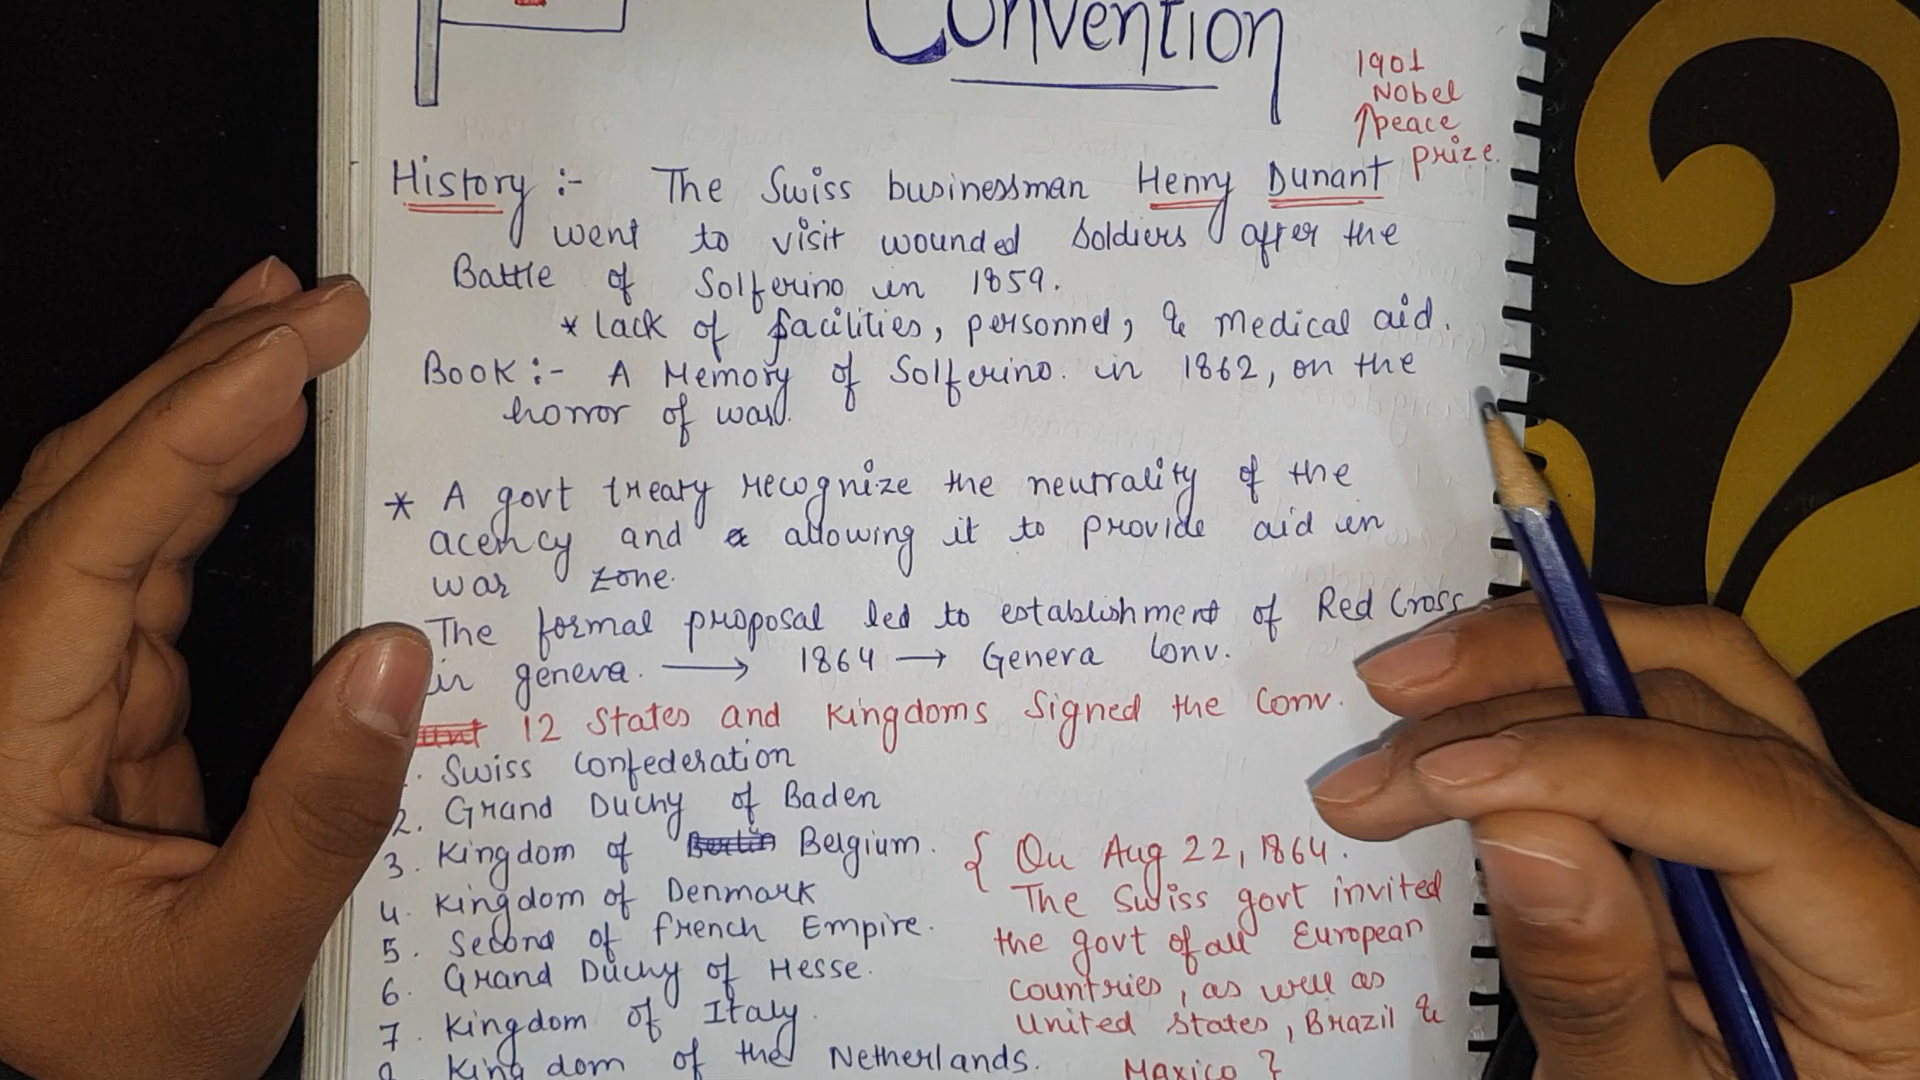 Convention
1901
Nobel
↑peace
prize.
History :- The Swiss businessman Henry Dunant
went to visit wounded soldiers after the
Battle of Solferino in 1859.
* lack of facilities, personnel, & medical aid.
Book :- A Memory of Solferino. in 1862, on the
horror of war.
* A govt treaty recognize the neutrality of the
acency and allowing it to provide aid in
war zone.
The formal proposal led to establishment of Red Cross
in geneva. → 1864 → Geneva Conv.
12 States and Kingdoms Signed the Conv.
. Swiss Confederation
2. Grand Duchy of Baden
3. Kingdom of Belgium.
4. Kingdom of Denmark
5. Second of French Empire.
6. Grand Duchy of Hesse.
7. Kingdom of Italy.
Kingdom of the Netherlands.
{ On Aug 22, 1864.
The Swiss govt invited
the govt of all European
countries, as well as
United States, Brazil &
Maxico }